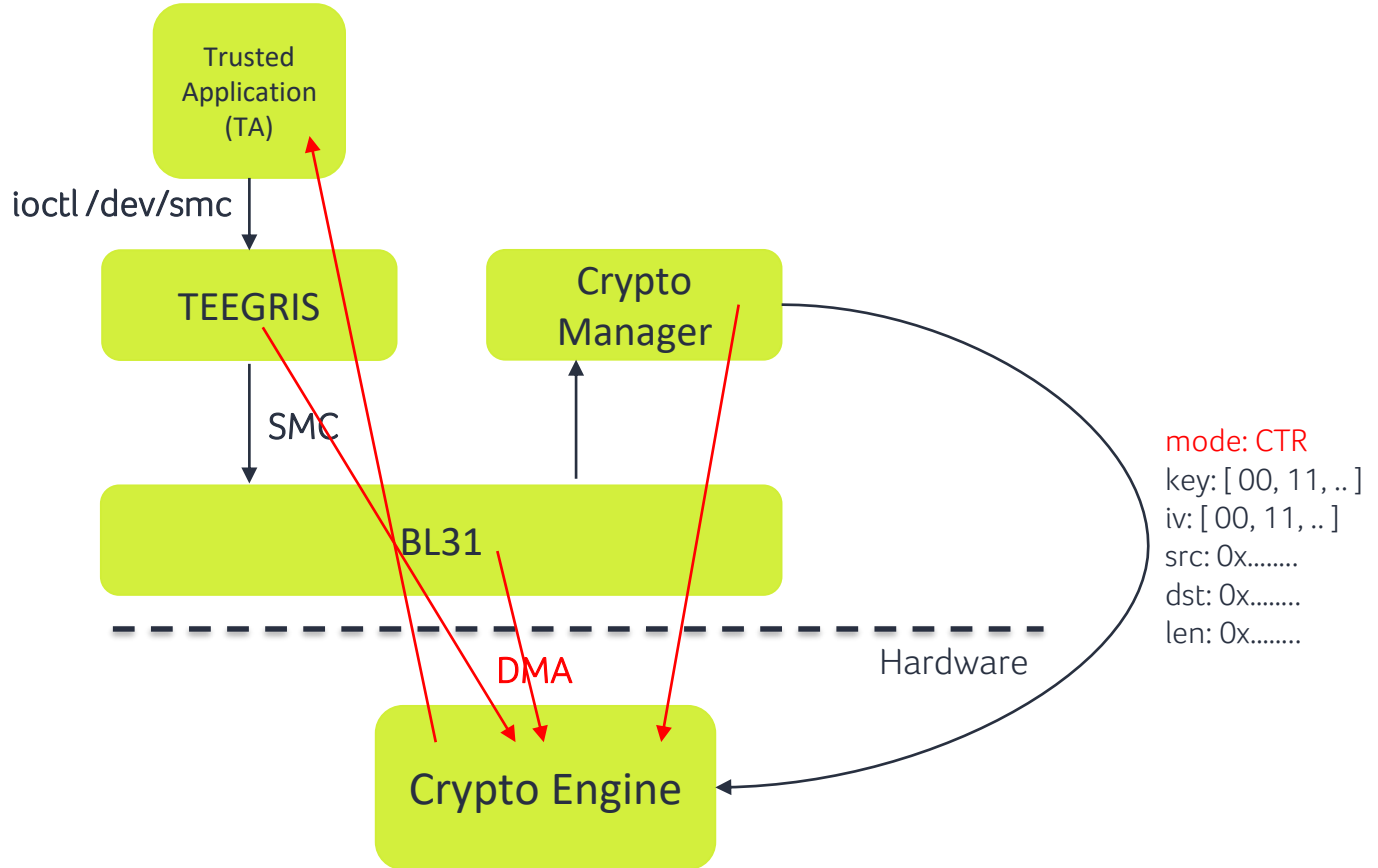 Trusted
Application
(TA)
ioctl /dev/smc
TEEGRIS
Crypto
Manager
SMC
mode: CTR
key: [ 00, 11, .. ]
iv: [ 00, 11, .. ]
src: 0x........
dst: 0x........
len: 0x........
BL31
Hardware
DMA
Crypto Engine